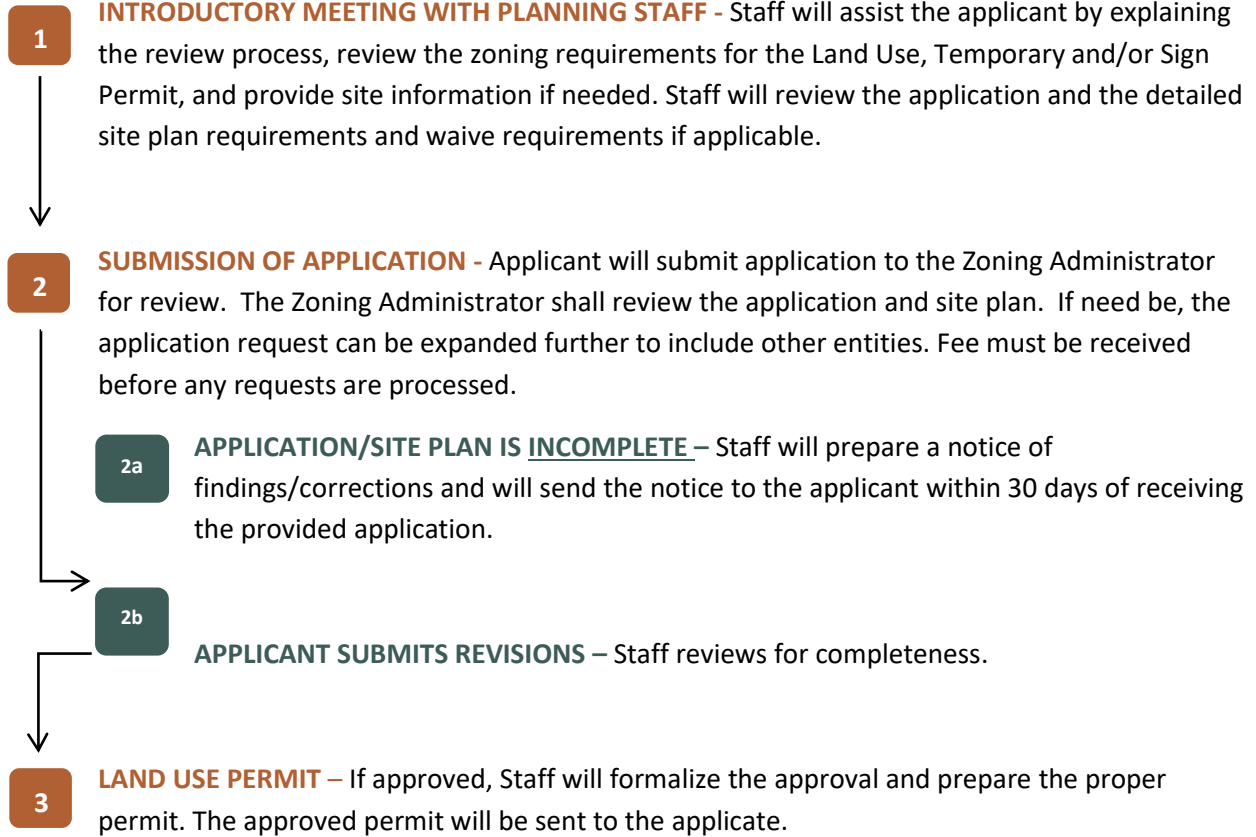 1
INTRODUCTORY MEETING WITH PLANNING STAFF - Staff will assist the applicant by explaining
the review process, review the zoning requirements for the Land Use, Temporary and/or Sign
Permit, and provide site information if needed. Staff will review the application and the detailed
site plan requirements and waive requirements if applicable.
2
SUBMISSION OF APPLICATION - Applicant will submit application to the Zoning Administrator
for review. The Zoning Administrator shall review the application and site plan. If need be, the
application request can be expanded further to include other entities. Fee must be received
before any requests are processed.
2a
APPLICATION/SITE PLAN IS INCOMPLETE – Staff will prepare a notice of
findings/corrections and will send the notice to the applicant within 30 days of receiving
the provided application.
2b
APPLICANT SUBMITS REVISIONS – Staff reviews for completeness.
3
LAND USE PERMIT – If approved, Staff will formalize the approval and prepare the proper
permit. The approved permit will be sent to the applicate.